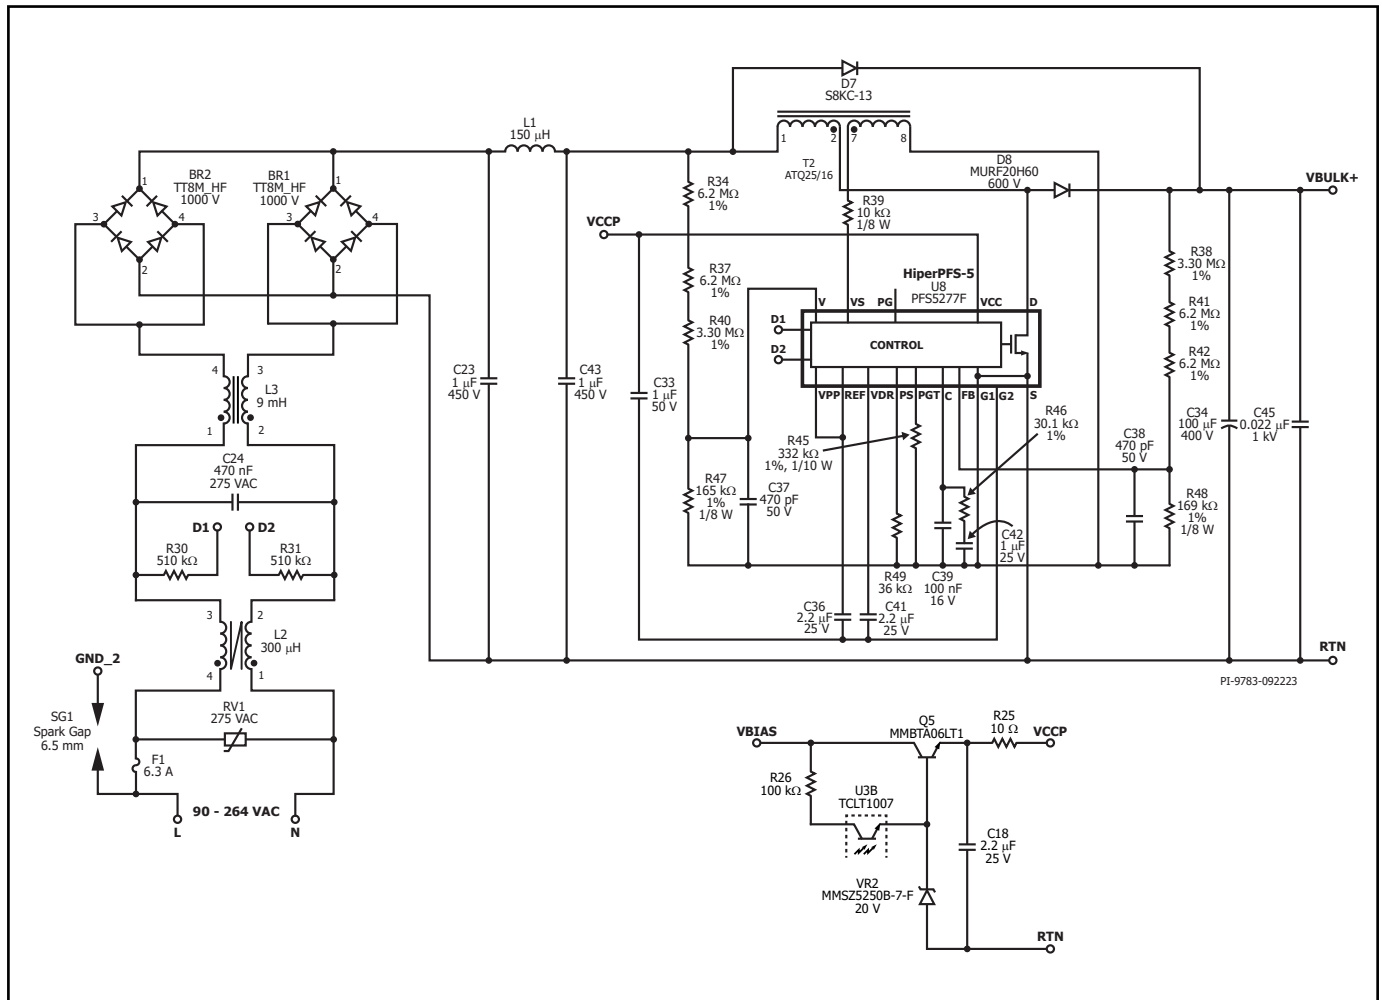 D7
S8KC-13
1
2
7
8
T2
ATQ25/16
L1
150 µH
D8
MURF20H60
600 V
VBULK+
BR2
TT8M_HF
1000 V
1
3
4
2
BR1
TT8M_HF
1000 V
1
3
4
2
R34
6.2 MΩ
1%
VCCP
R39
10 kΩ
1/8 W
R37
6.2 MΩ
1%
R40
3.30 MΩ
1%
HiperPFS-5
U8
PFS5277F
V
VS
PG
VCC
D
D1
D2
CONTROL
VPP
REF
VDR
PS
PGT
C
FB
G1
G2
S
R38
3.30 MΩ
1%
R41
6.2 MΩ
1%
R42
6.2 MΩ
1%
4
3
L3
9 mH
1
2
C23
1 µF
450 V
C43
1 µF
450 V
C33
1 µF
50 V
R45
332 kΩ
1%, 1/10 W
R46
30.1 kΩ
1%
C34
100 µF
400 V
C45
0.022 µF
1 kV
C38
470 pF
50 V
C24
470 nF
275 VAC
R47
165 kΩ
1%
1/8 W
C37
470 pF
50 V
R48
169 kΩ
1%
1/8 W
D1
D2
R30
510 kΩ
R31
510 kΩ
C42
1 µF
25 V
R49
36 kΩ
C39
100 nF
16 V
C36
2.2 µF
25 V
C41
2.2 µF
25 V
3
2
L2
300 µH
4
1
RTN
PI-9783-092223
GND_2
SG1
Spark Gap
6.5 mm
RV1
275 VAC
F1
6.3 A
90 - 264 VAC
L
N
VBIAS
Q5
MMBTA06LT1
R25
10 Ω
VCCP
R26
100 kΩ
U3B
TCLT1007
C18
2.2 µF
25 V
VR2
MMSZ5250B-7-F
20 V
RTN